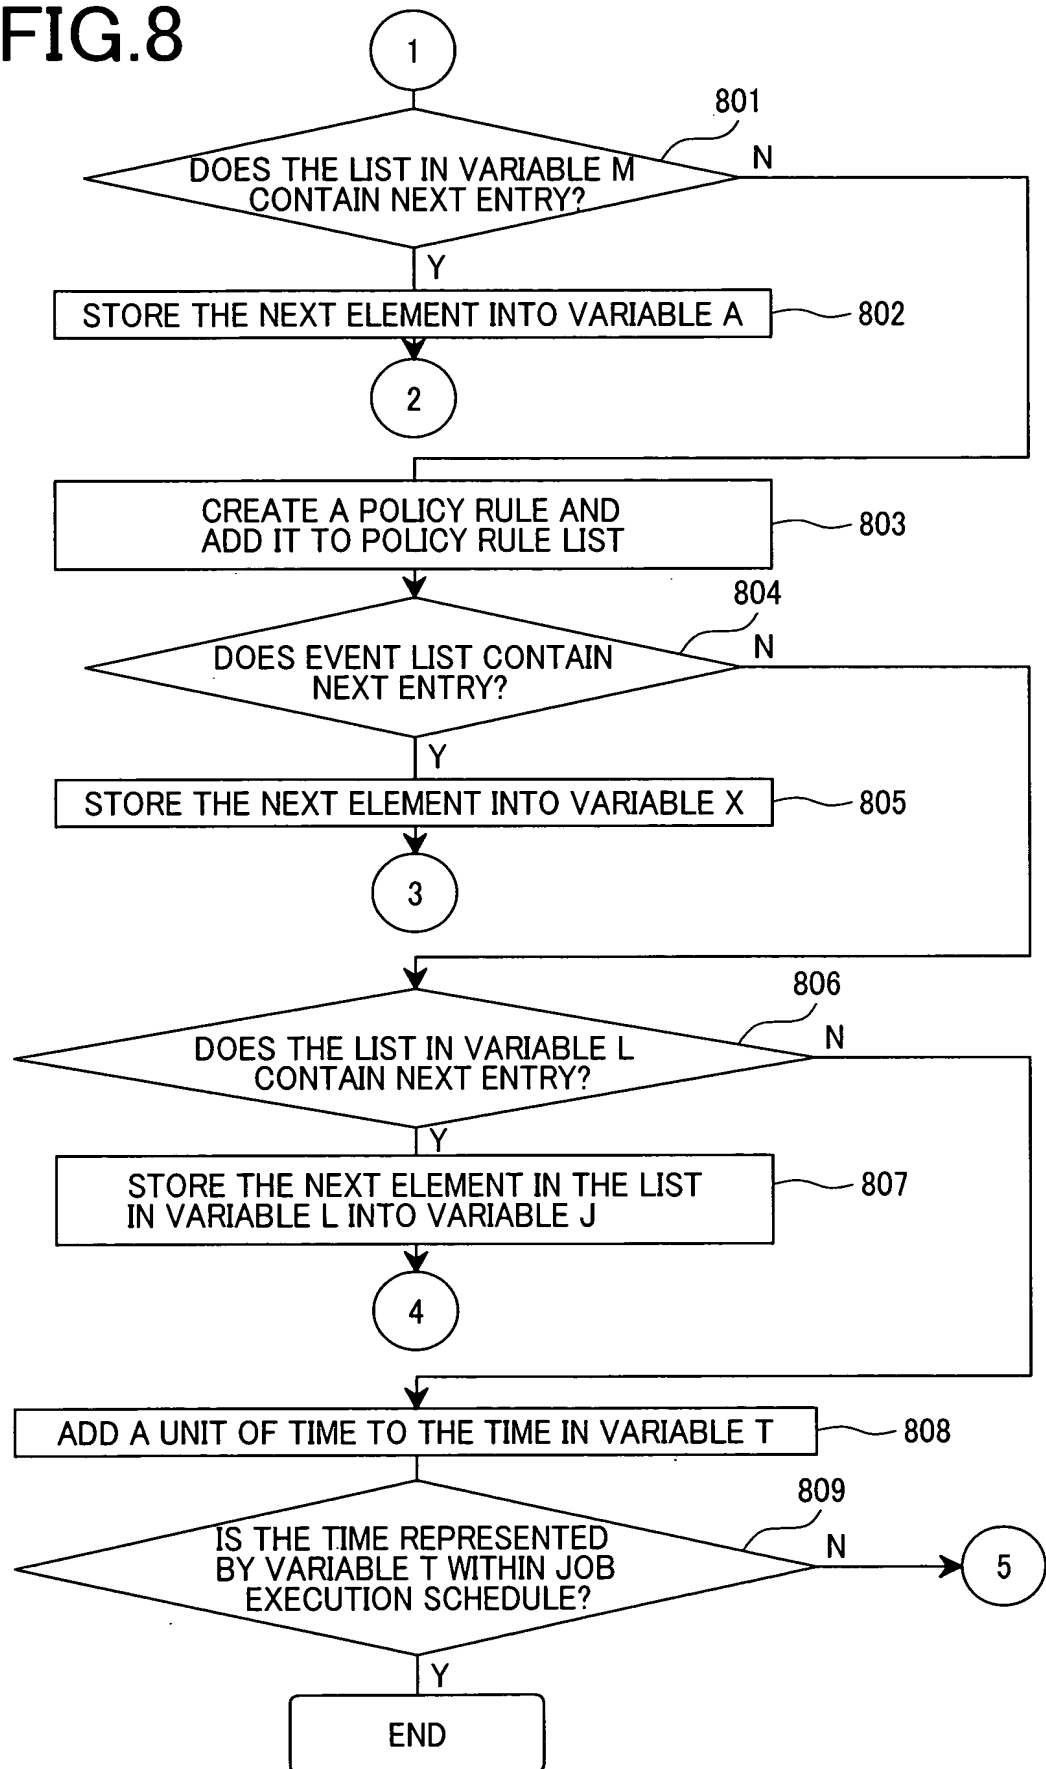 FIG.8
1
801
DOES THE LIST IN VARIABLE M
CONTAIN NEXT ENTRY?
N
Y
STORE THE NEXT ELEMENT INTO VARIABLE A
802
2
CREATE A POLICY RULE AND
ADD IT TO POLICY RULE LIST
803
804
DOES EVENT LIST CONTAIN
NEXT ENTRY?
N
Y
STORE THE NEXT ELEMENT INTO VARIABLE X
805
3
806
DOES THE LIST IN VARIABLE L
CONTAIN NEXT ENTRY?
N
Y
STORE THE NEXT ELEMENT IN THE LIST
IN VARIABLE L INTO VARIABLE J
807
4
ADD A UNIT OF TIME TO THE TIME IN VARIABLE T
808
809
IS THE TIME REPRESENTED
BY VARIABLE T WITHIN JOB
EXECUTION SCHEDULE?
N
5
Y
END